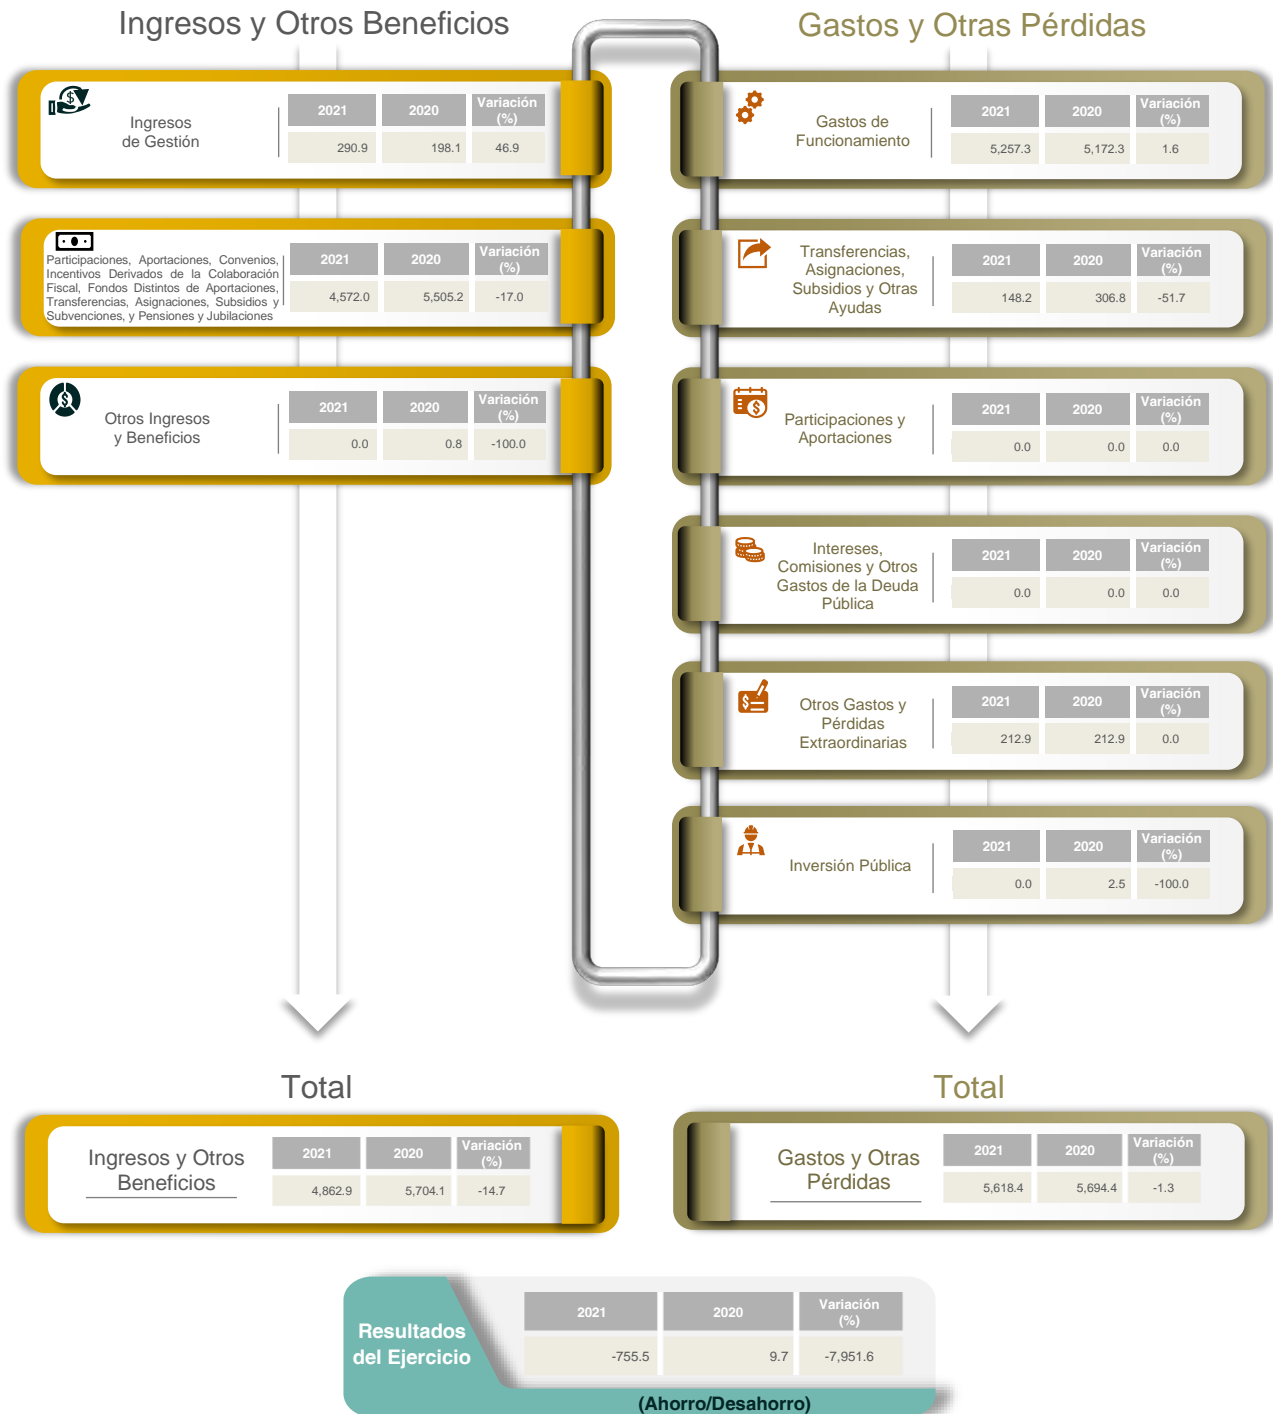 Ingresos y Otros Beneficios
Ingresos
de Gestión
2021 2020 Variación
(%)
290.9 198.1 46.9
Participaciones, Aportaciones, Convenios,
Incentivos Derivados de la Colaboración
Fiscal, Fondos Distintos de Aportaciones,
Transferencias, Asignaciones, Subsidios y
Subvenciones, y Pensiones y Jubilaciones
2021 2020 Variación
(%)
4,572.0 5,505.2 -17.0
Otros Ingresos
y Beneficios
2021 2020 Variación
(%)
0.0 0.8 -100.0
Gastos y Otras Pérdidas
Gastos de
Funcionamiento
2021 2020 Variación
(%)
5,257.3 5,172.3 1.6
Transferencias,
Asignaciones,
Subsidios y Otras
Ayudas
2021 2020 Variación
(%)
148.2 306.8 -51.7
Participaciones y
Aportaciones
2021 2020 Variación
(%)
0.0 0.0 0.0
Intereses,
Comisiones y Otros
Gastos de la Deuda
Pública
2021 2020 Variación
(%)
0.0 0.0 0.0
Otros Gastos y
Pérdidas
Extraordinarias
2021 2020 Variación
(%)
212.9 212.9 0.0
Inversión Pública
2021 2020 Variación
(%)
0.0 2.5 -100.0
Total
Ingresos y Otros
Beneficios
2021 2020 Variación
(%)
4,862.9 5,704.1 -14.7
Total
Gastos y Otras
Pérdidas
2021 2020 Variación
(%)
5,618.4 5,694.4 -1.3
Resultados
del Ejercicio
2021 2020 Variación
(%)
-755.5 9.7 -7,951.6
(Ahorro/Desahorro)